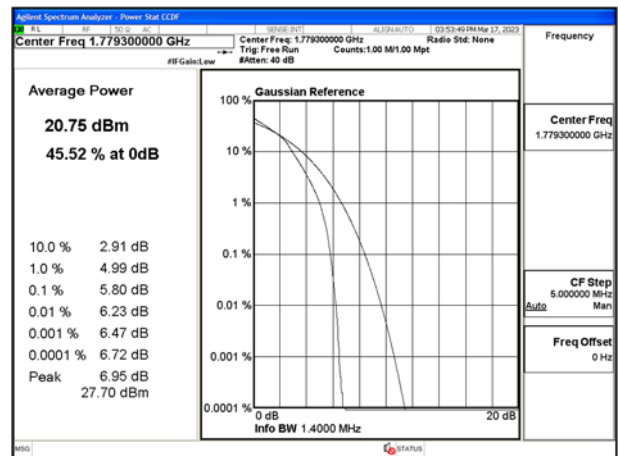 Agilent Spectrum Analyzer - Power Stat CCDF
RL RF 50 Ω AC SENSE:INT ALIGN AUTO 03:53:49 PM Mar 17, 2023
Center Freq 1.779300000 GHz
Center Freq: 1.779300000 GHz Radio Std: None
Trig: Free Run Counts:1.00 M/1.00 Mpt
#IFGain:Low #Atten: 40 dB
Frequency
Average Power
20.75 dBm
45.52 % at 0dB
10.0 % 2.91 dB
1.0 % 4.99 dB
0.1 % 5.80 dB
0.01 % 6.23 dB
0.001 % 6.47 dB
0.0001 % 6.72 dB
Peak 6.95 dB
27.70 dBm
Gaussian Reference
100 %
10 %
1 %
0.1 %
0.01 %
0.001 %
0.0001 %
0 dB 20 dB
Info BW 1.4000 MHz
Center Freq
1.779300000 GHz
CF Step
5.000000 MHz
Auto Man
Freq Offset
0 Hz
MSG STATUS